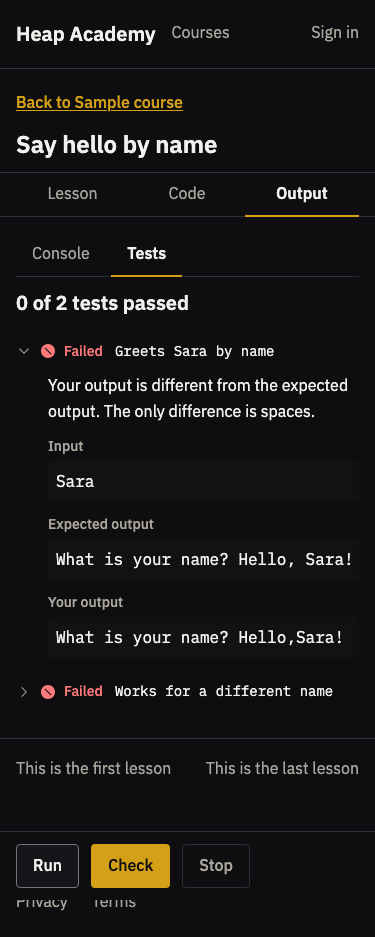 Heap Academy Courses Sign in
Back to Sample course
Say hello by name
Lesson Code Output
Console Tests
0 of 2 tests passed
Failed Greets Sara by name
Your output is different from the expected
output. The only difference is spaces.
Input
Sara
Expected output
What is your name? Hello, Sara!
Your output
What is your name? Hello,Sara!
Failed Works for a different name
This is the first lesson This is the last lesson
Run Check Stop
Privacy Terms